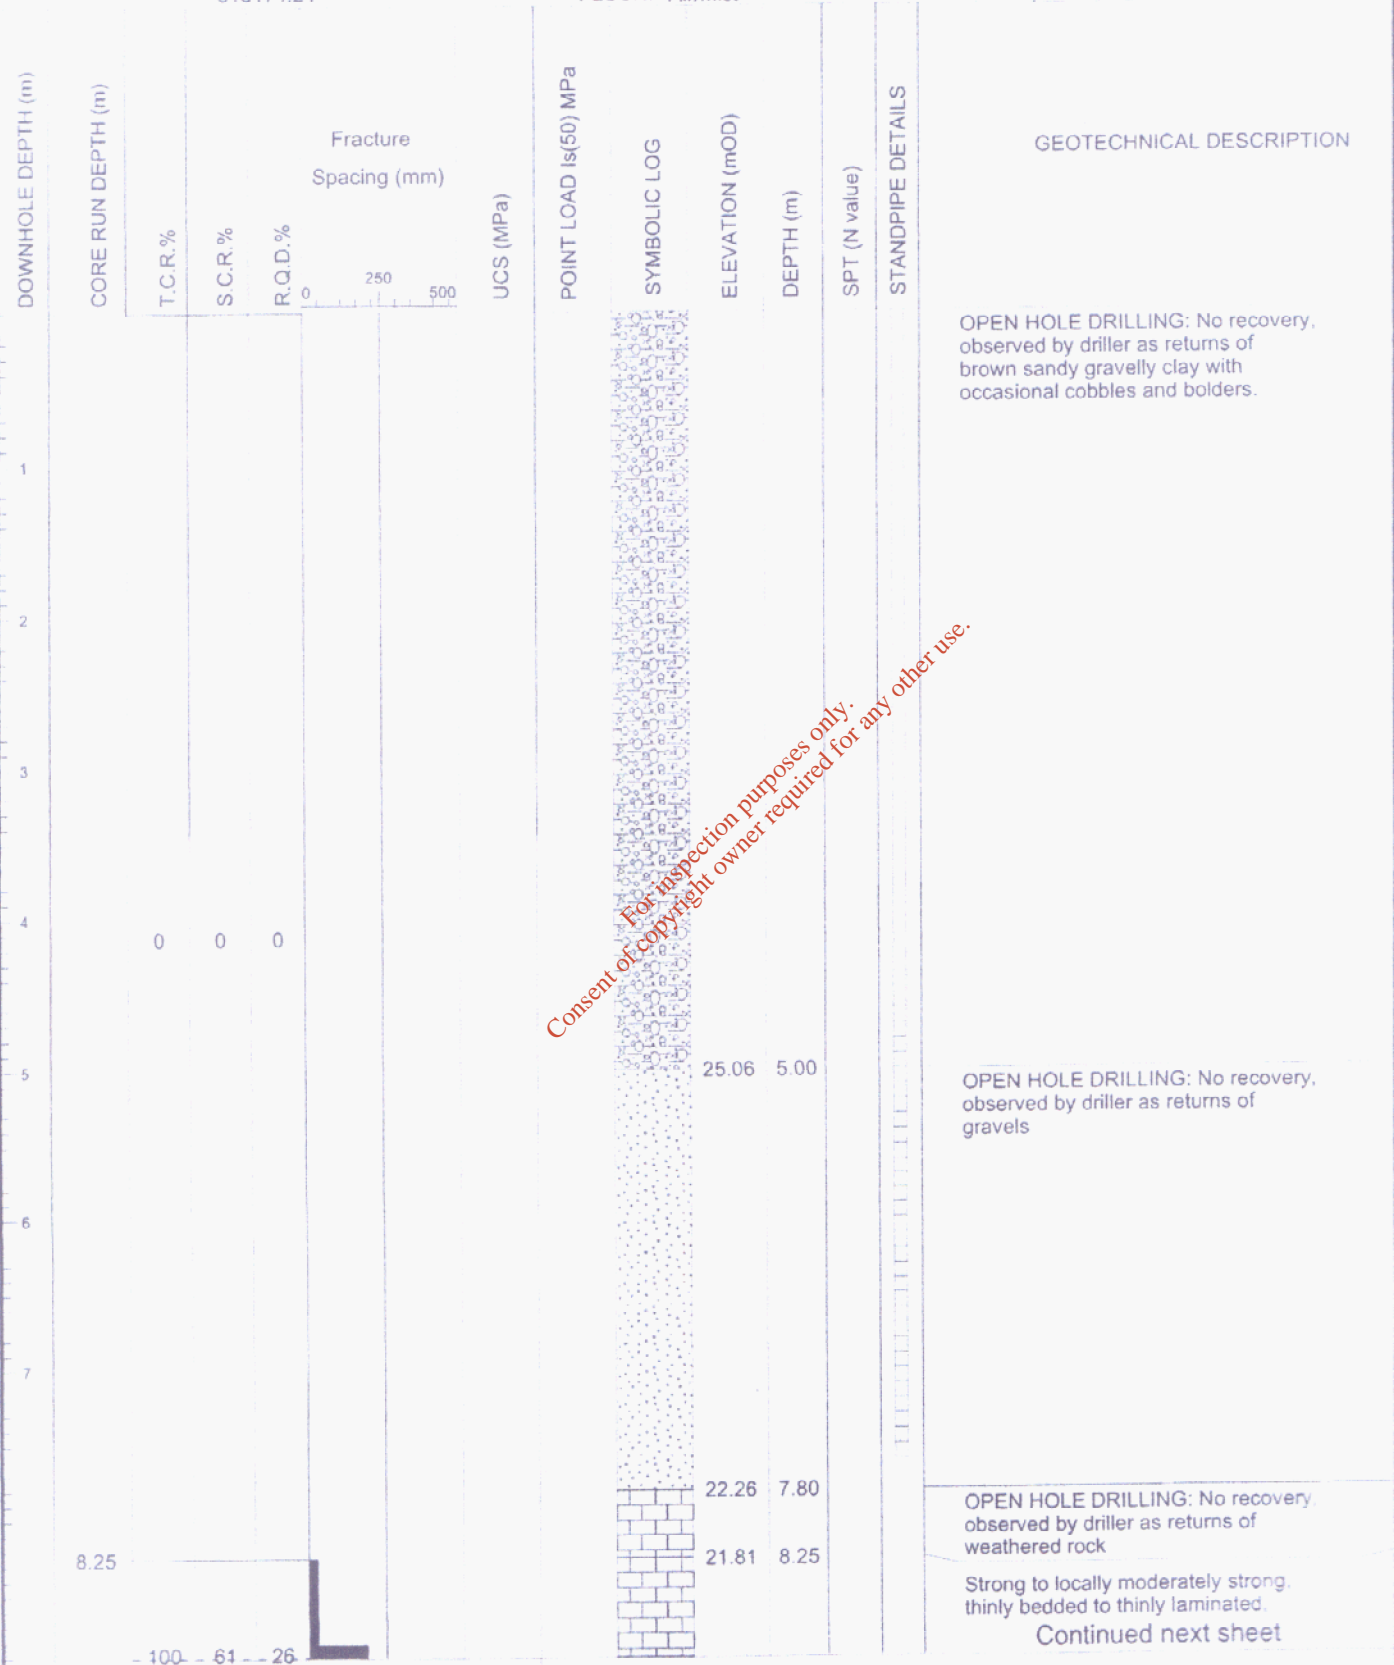 DOWNHOLE DEPTH (m)
CORE RUN DEPTH (m)
T.C.R.%
S.C.R.%
R.Q.D.%
Fracture
Spacing (mm)
0 250 500
UCS (MPa)
POINT LOAD Is(50) MPa
SYMBOLIC LOG
ELEVATION (mOD)
DEPTH (m)
SPT (N value)
STANDPIPE DETAILS
GEOTECHNICAL DESCRIPTION
OPEN HOLE DRILLING: No recovery,
observed by driller as returns of
brown sandy gravelly clay with
occasional cobbles and bolders.
1
2
3
For inspection purposes only.
Consent of copyright owner required for any other use.
4
0 0 0
25.06 5.00
5
OPEN HOLE DRILLING: No recovery,
observed by driller as returns of
gravels
6
7
22.26 7.80
OPEN HOLE DRILLING: No recovery,
observed by driller as returns of
weathered rock
8.25
21.81 8.25
Strong to locally moderately strong,
thinly bedded to thinly laminated.
Continued next sheet
100 61 26